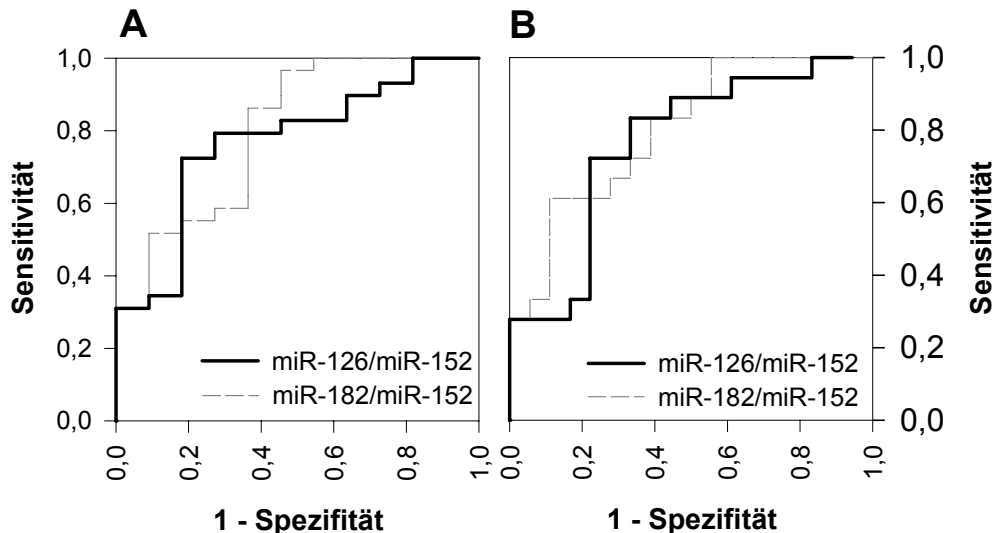 A
Sensitivität
1,0
0,8
0,6
0,4
0,2
0,0
miR-126/miR-152
miR-182/miR-152
0,0
0,2
0,4
0,6
0,8
1,0
1 - Spezifität
B
miR-126/miR-152
miR-182/miR-152
0,0
0,2
0,4
0,6
0,8
1,0
1 - Spezifität
1,0
0,8
0,6
0,4
0,2
0,0
Sensitivität